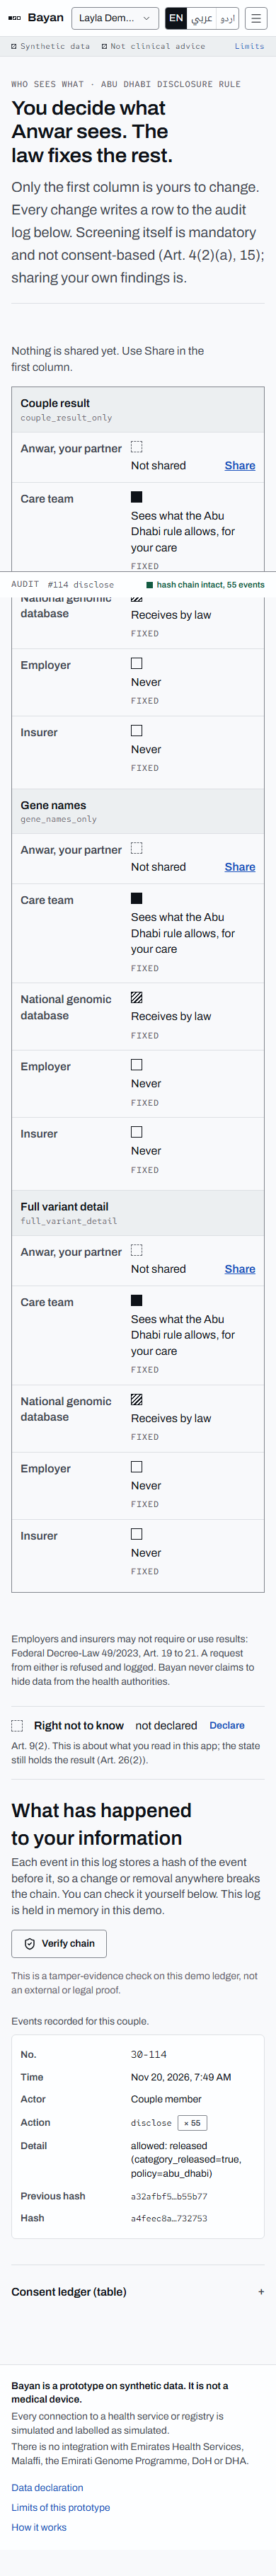 Bayan
Layla Dem...
EN
عربي
اردو
Synthetic data
Not clinical advice
Limits
WHO SEES WHAT · ABU DHABI DISCLOSURE RULE
You decide what
Anwar sees. The
law fixes the rest.
Only the first column is yours to change.
Every change writes a row to the audit
log below. Screening itself is mandatory
and not consent-based (Art. 4(2)(a), 15);
sharing your own findings is.
Nothing is shared yet. Use Share in the
first column.
Couple result
couple_result_only
Anwar, your partner
Not shared
Share
Care team
Sees what the Abu
Dhabi rule allows, for
your care
FIXED
AUDIT #114 disclose
hash chain intact, 55 events
National genomic
database
Receives by law
FIXED
Employer
Never
FIXED
Insurer
Never
FIXED
Gene names
gene_names_only
Anwar, your partner
Not shared
Share
Care team
Sees what the Abu
Dhabi rule allows, for
your care
FIXED
National genomic
database
Receives by law
FIXED
Employer
Never
FIXED
Insurer
Never
FIXED
Full variant detail
full_variant_detail
Anwar, your partner
Not shared
Share
Care team
Sees what the Abu
Dhabi rule allows, for
your care
FIXED
National genomic
database
Receives by law
FIXED
Employer
Never
FIXED
Insurer
Never
FIXED
Employers and insurers may not require or use results:
Federal Decree-Law 49/2023, Art. 19 to 21. A request
from either is refused and logged. Bayan never claims to
hide data from the health authorities.
Right not to know not declared Declare
Art. 9(2). This is about what you read in this app; the state
still holds the result (Art. 26(2)).
What has happened
to your information
Each event in this log stores a hash of the event
before it, so a change or removal anywhere breaks
the chain. You can check it yourself below. This log
is held in memory in this demo.
Verify chain
This is a tamper-evidence check on this demo ledger, not
an external or legal proof.
Events recorded for this couple.
No. 30-114
Time Nov 20, 2026, 7:49 AM
Actor Couple member
Action disclose × 55
Detail allowed: released
(category_released=true,
policy=abu_dhabi)
Previous hash a32afbf5…b55b77
Hash a4feec8a…732753
Consent ledger (table) +
Bayan is a prototype on synthetic data. It is not a
medical device.
Every connection to a health service or registry is
simulated and labelled as simulated.
There is no integration with Emirates Health Services,
Malaffi, the Emirati Genome Programme, DoH or DHA.
Data declaration
Limits of this prototype
How it works